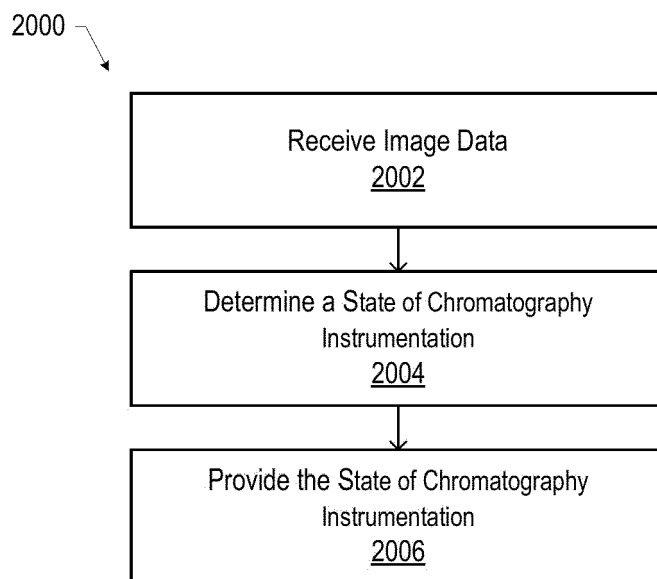 2000
Receive Image Data
2002
Determine a State of Chromatography
Instrumentation
2004
Provide the State of Chromatography
Instrumentation
2006